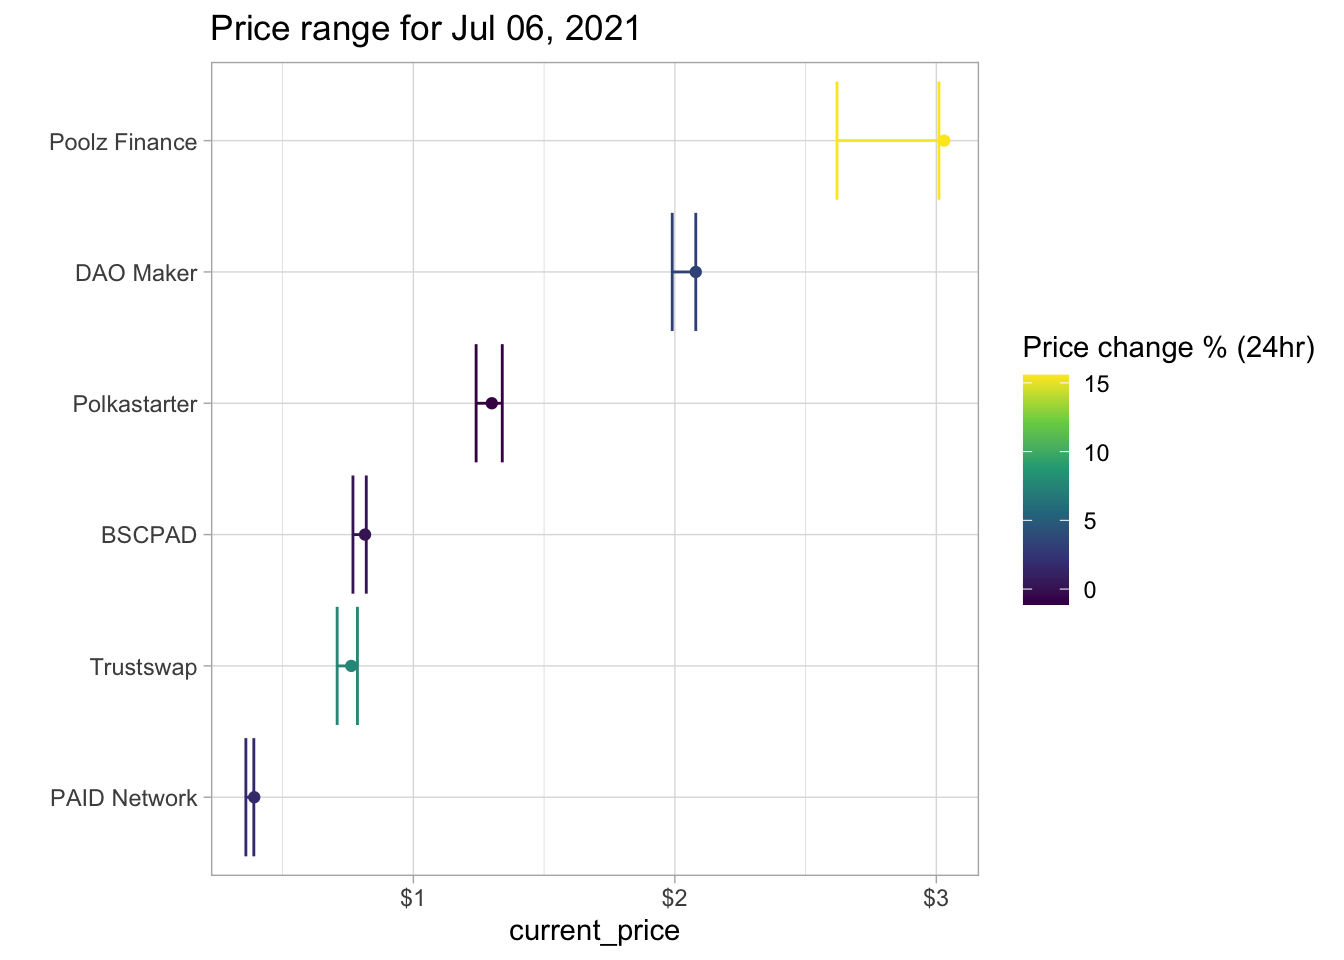 Price range for Jul 06, 2021
Poolz Finance
DAO Maker
Polkastarter
BSCPAD
Trustswap
PAID Network
$1
$2
$3
current_price
Price change % (24hr)
15
10
5
0